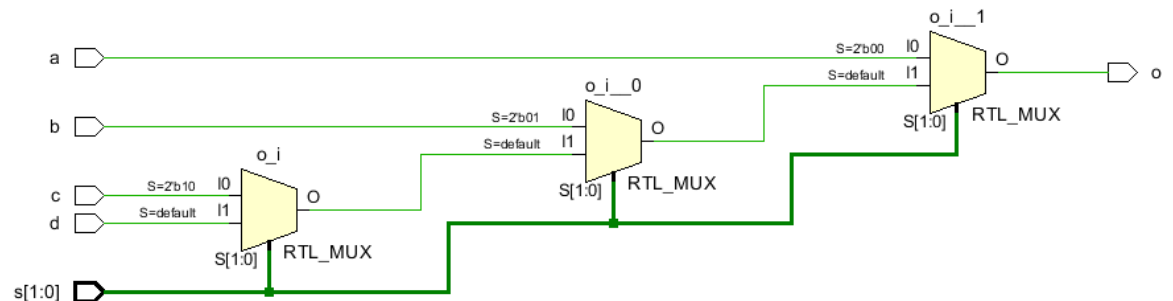 o_i__1
a
S=2'b00
I0
O
o
S=default
I1
o_i__0
S[1:0]
RTL_MUX
b
S=2'b01
I0
O
S=default
I1
o_i
S[1:0]
RTL_MUX
c
S=2'b10
I0
O
d
S=default
I1
S[1:0]
RTL_MUX
s[1:0]